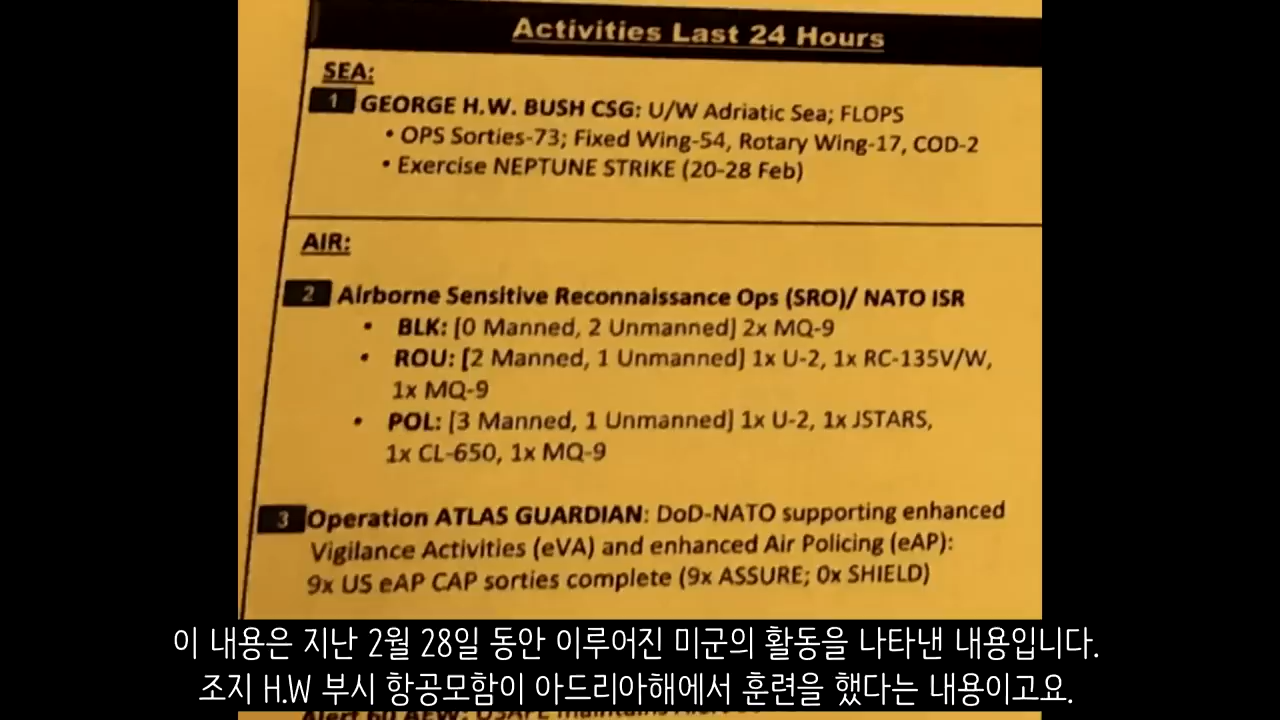 Activities Last 24 Hours
SEA:
1 GEORGE H.W. BUSH CSG: U/W Adriatic Sea; FLOPS
• OPS Sorties-73; Fixed Wing-54, Rotary Wing-17, COD-2
• Exercise NEPTUNE STRIKE (20-28 Feb)
AIR:
2 Airborne Sensitive Reconnaissance Ops (SRO)/ NATO ISR
• BLK: [0 Manned, 2 Unmanned] 2x MQ-9
• ROU: [2 Manned, 1 Unmanned] 1x U-2, 1x RC-135V/W,
1x MQ-9
• POL: [3 Manned, 1 Unmanned] 1x U-2, 1x JSTARS,
1x CL-650, 1x MQ-9
3 Operation ATLAS GUARDIAN: DoD-NATO supporting enhanced
Vigilance Activities (eVA) and enhanced Air Policing (eAP):
9x US eAP CAP sorties complete (9x ASSURE; 0x SHIELD)
이 내용은 지난 2월 28일 동안 이루어진 미군의 활동을 나타낸 내용입니다.
조지 H.W 부시 항공모함이 아드리아해에서 훈련을 했다는 내용이고요.